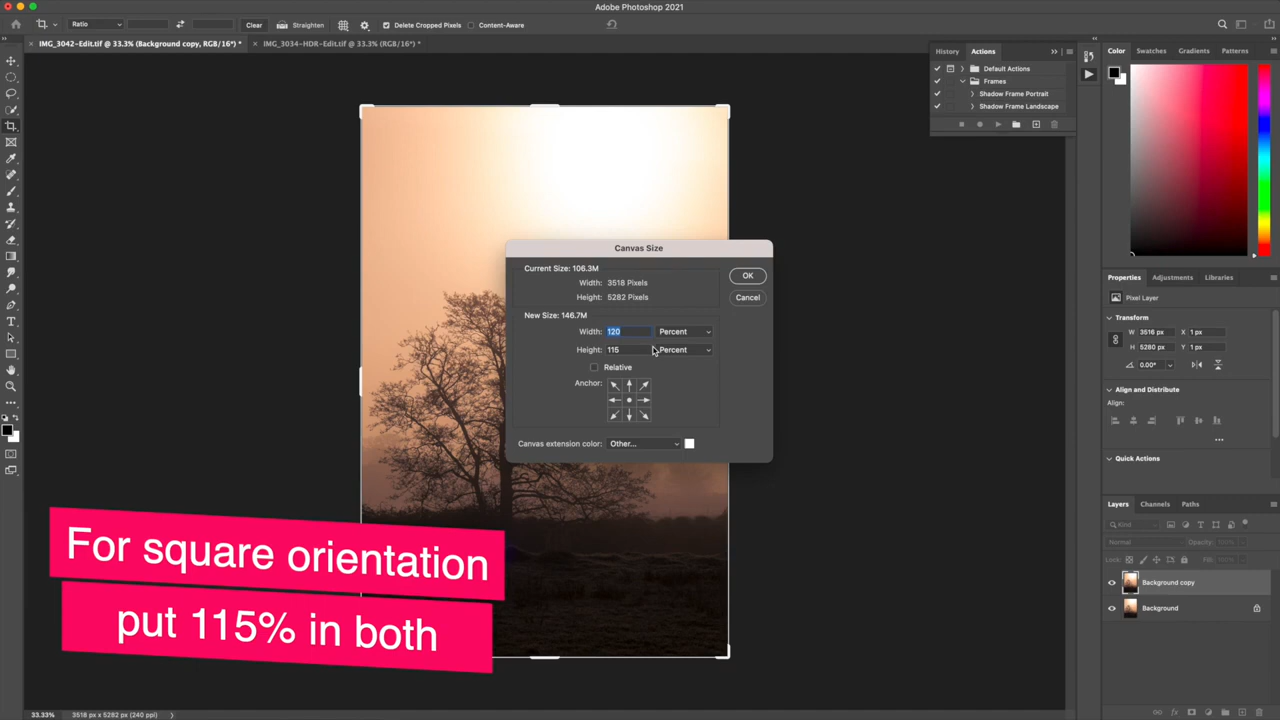 Adobe Photoshop 2021
Ratio
Clear
Straighten
Delete Cropped Pixels
Content-Aware
IMG_3042-Edit.tif @ 33.3% (Background copy, RGB/16*) *
IMG_3034-HDR-Edit.tif @ 33.3% (RGB/16*) *
History
Actions
Default Actions
Frames
Shadow Frame Portrait
Shadow Frame Landscape
Color
Swatches
Gradients
Patterns
Canvas Size
Current Size: 106.3M
Width: 3518 Pixels
Height: 5282 Pixels
New Size: 146.7M
Width: 120 Percent
Height: 115 Percent
Relative
Anchor:
Canvas extension color: Other...
OK
Cancel
Properties
Adjustments
Libraries
Pixel Layer
Transform
W 3516 px X 1 px
H 5280 px Y 1 px
0.00°
Align and Distribute
Align:
Quick Actions
Layers
Channels
Paths
Kind
Normal
Opacity: 100%
Lock:
Fill: 100%
Background copy
Background
For square orientation
put 115% in both
33.33%
3518 px x 5282 px (240 ppi)